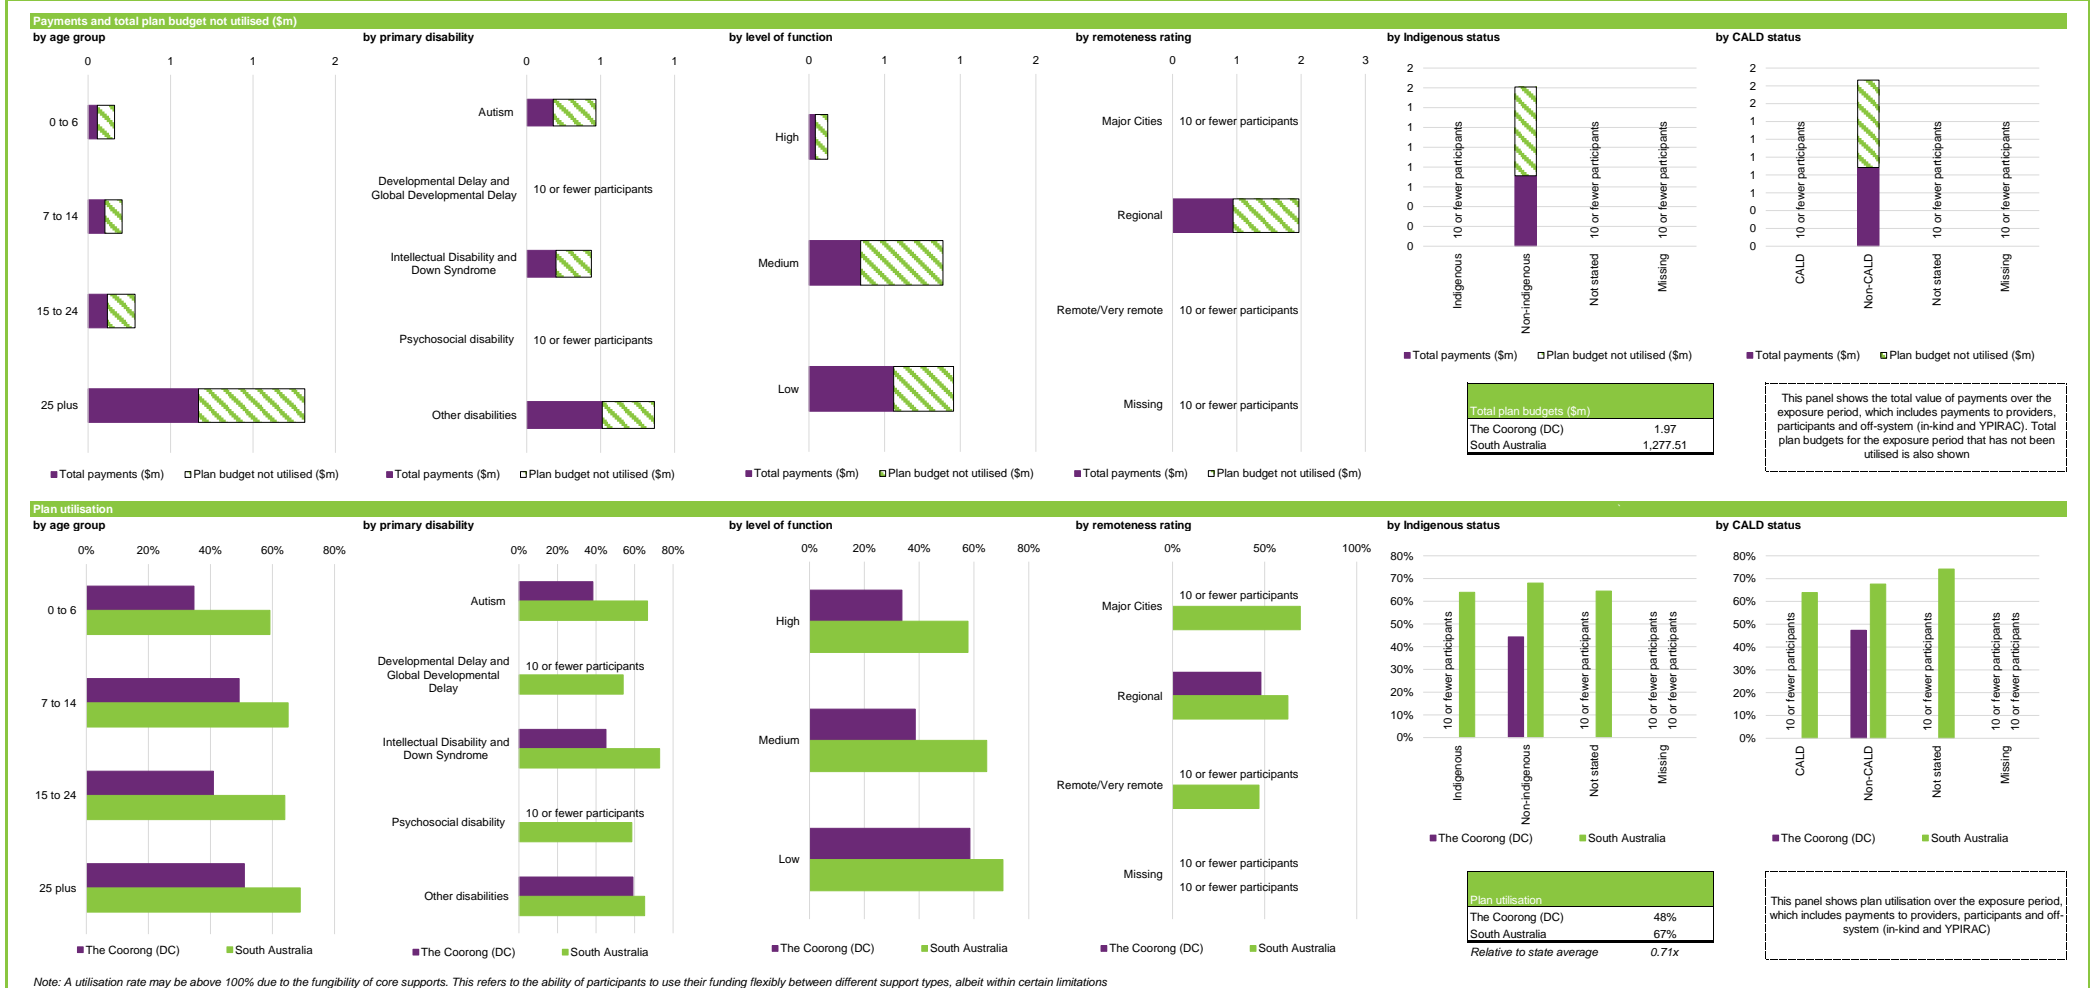 Payments and total plan budget not utilised ($m)
by age group
0 1 1 2
0 to 6
7 to 14
15 to 24
25 plus
Total payments ($m) Plan budget not utilised ($m)
by primary disability
0 1 1
Autism
Developmental Delay and
Global Developmental Delay
10 or fewer participants
Intellectual Disability and
Down Syndrome
Psychosocial disability
10 or fewer participants
Other disabilities
Total payments ($m) Plan budget not utilised ($m)
by level of function
0 1 1 2
High
Medium
Low
Total payments ($m) Plan budget not utilised ($m)
by remoteness rating
0 1 2 3
Major Cities 10 or fewer participants
Regional
Remote/Very remote 10 or fewer participants
Missing 10 or fewer participants
Total payments ($m) Plan budget not utilised ($m)
by Indigenous status
2
2
1
1
1
1
1
0
0
0
10 or fewer participants
10 or fewer participants
10 or fewer participants
Indigenous
Non-indigenous
Not stated
Missing
Total payments ($m) Plan budget not utilised ($m)
Total plan budgets ($m)
The Coorong (DC) 1.97
South Australia 1,277.51
by CALD status
2
2
2
1
1
1
1
1
0
0
0
10 or fewer participants
10 or fewer participants
10 or fewer participants
CALD
Non-CALD
Not stated
Missing
Total payments ($m) Plan budget not utilised ($m)
This panel shows the total value of payments over the
exposure period, which includes payments to providers,
participants and off-system (in-kind and YPIRAC). Total
plan budgets for the exposure period that has not been
utilised is also shown
Plan utilisation
by age group
0% 20% 40% 60% 80%
0 to 6
7 to 14
15 to 24
25 plus
The Coorong (DC) South Australia
by primary disability
0% 20% 40% 60% 80%
Autism
Developmental Delay and
Global Developmental
Delay
10 or fewer participants
Intellectual Disability and
Down Syndrome
Psychosocial disability
10 or fewer participants
Other disabilities
The Coorong (DC) South Australia
by level of function
0% 20% 40% 60% 80%
High
Medium
Low
The Coorong (DC) South Australia
by remoteness rating
0% 50% 100%
10 or fewer participants
Major Cities
Regional
10 or fewer participants
Remote/Very remote
10 or fewer participants
Missing
10 or fewer participants
The Coorong (DC) South Australia
by Indigenous status
80%
70%
60%
50%
40%
30%
20%
10%
0%
10 or fewer participants
10 or fewer participants
10 or fewer participants
10 or fewer participants
Indigenous
Non-indigenous
Not stated
Missing
The Coorong (DC) South Australia
Plan utilisation
The Coorong (DC) 48%
South Australia 67%
Relative to state average 0.71x
by CALD status
80%
70%
60%
50%
40%
30%
20%
10%
0%
10 or fewer participants
10 or fewer participants
10 or fewer participants
10 or fewer participants
CALD
Non-CALD
Not stated
Missing
The Coorong (DC) South Australia
This panel shows plan utilisation over the exposure period,
which includes payments to providers, participants and off-
system (in-kind and YPIRAC)
Note: A utilisation rate may be above 100% due to the fungibility of core supports. This refers to the ability of participants to use their funding flexibly between different support types, albeit within certain limitations